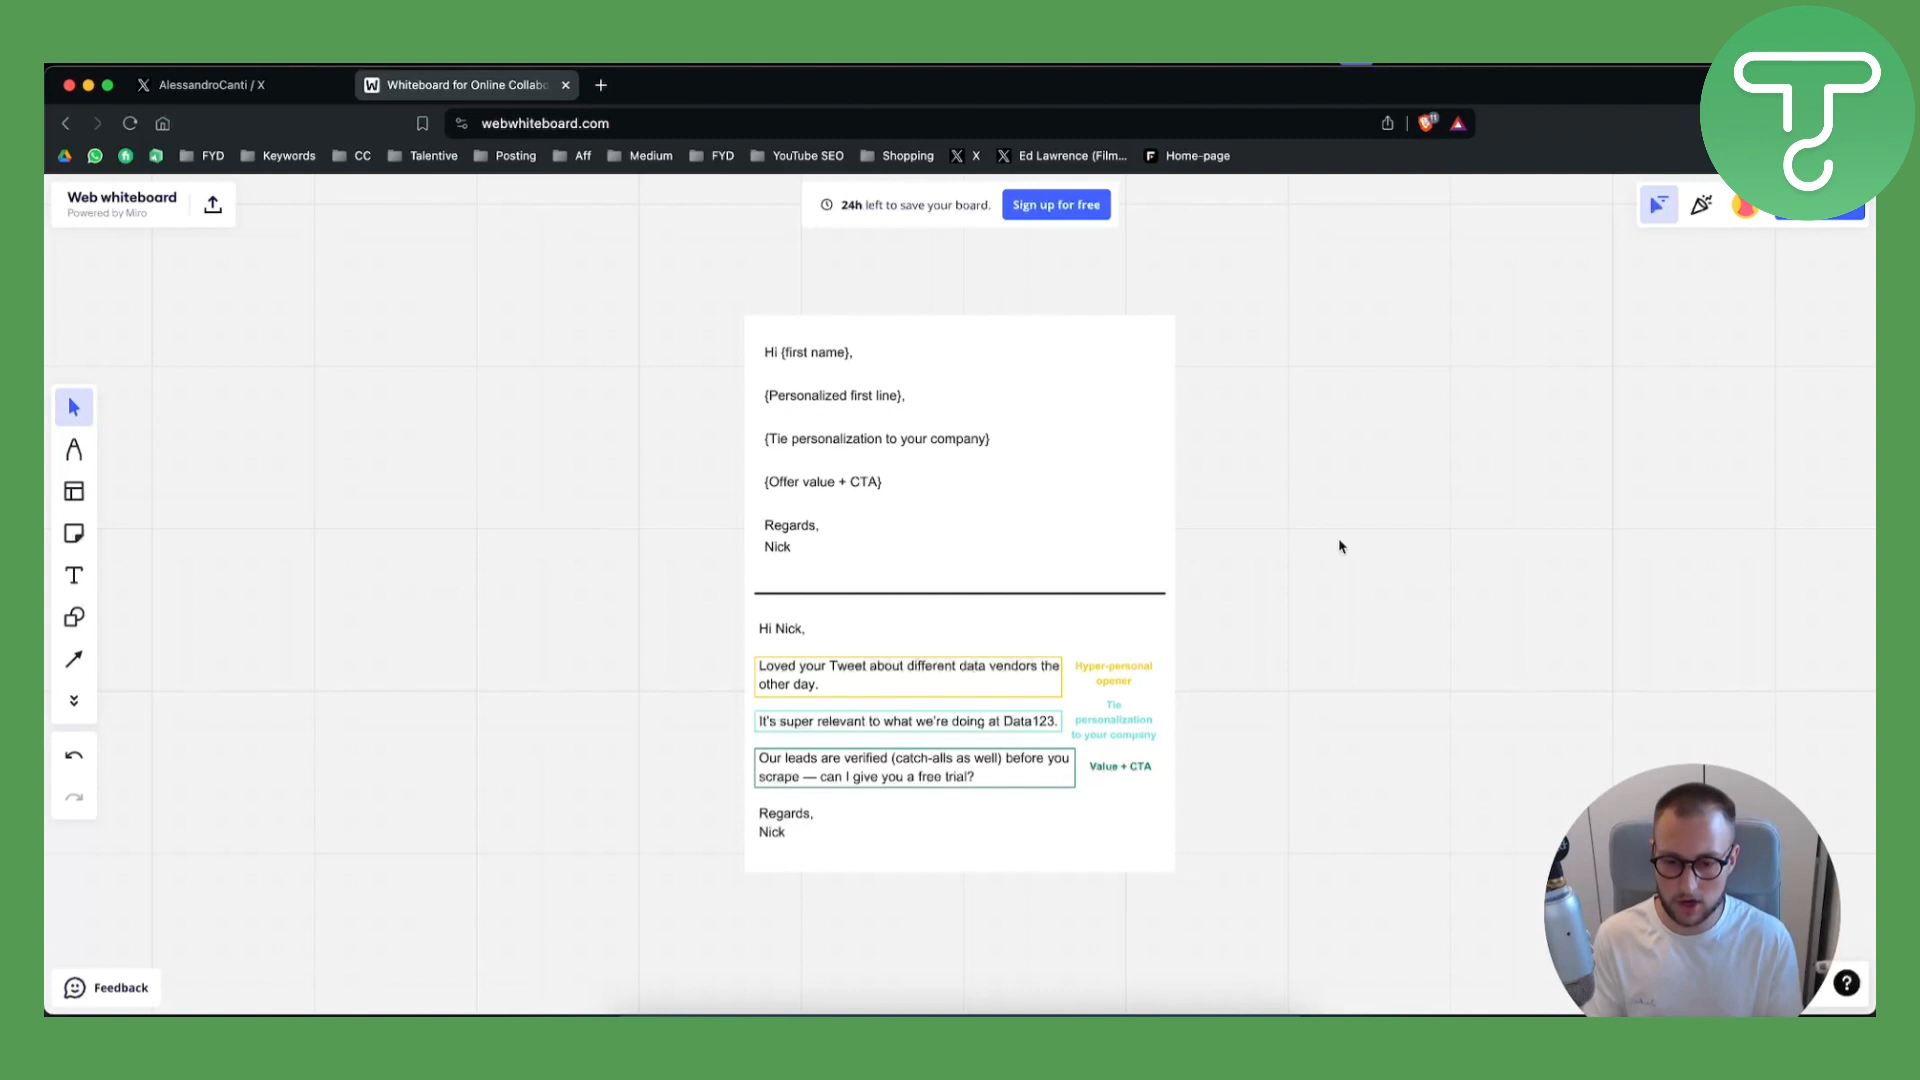 AlessandroCanti / X
Whiteboard for Online Collabo
webwhiteboard.com
11
FYD
Keywords
CC
Talentive
Posting
Aff
Medium
FYD
YouTube SEO
Shopping
X
Ed Lawrence (Film...
Home-page
Web whiteboard
Powered by Miro
24h left to save your board.
Sign up for free
Hi {first name},
{Personalized first line},
{Tie personalization to your company}
{Offer value + CTA}
Regards,
Nick
Hi Nick,
Loved your Tweet about different data vendors the
other day.
Hyper-personal
opener
It's super relevant to what we're doing at Data123.
Tie
personalization
to your company
Our leads are verified (catch-alls as well) before you
scrape — can I give you a free trial?
Value + CTA
Regards,
Nick
Feedback
?